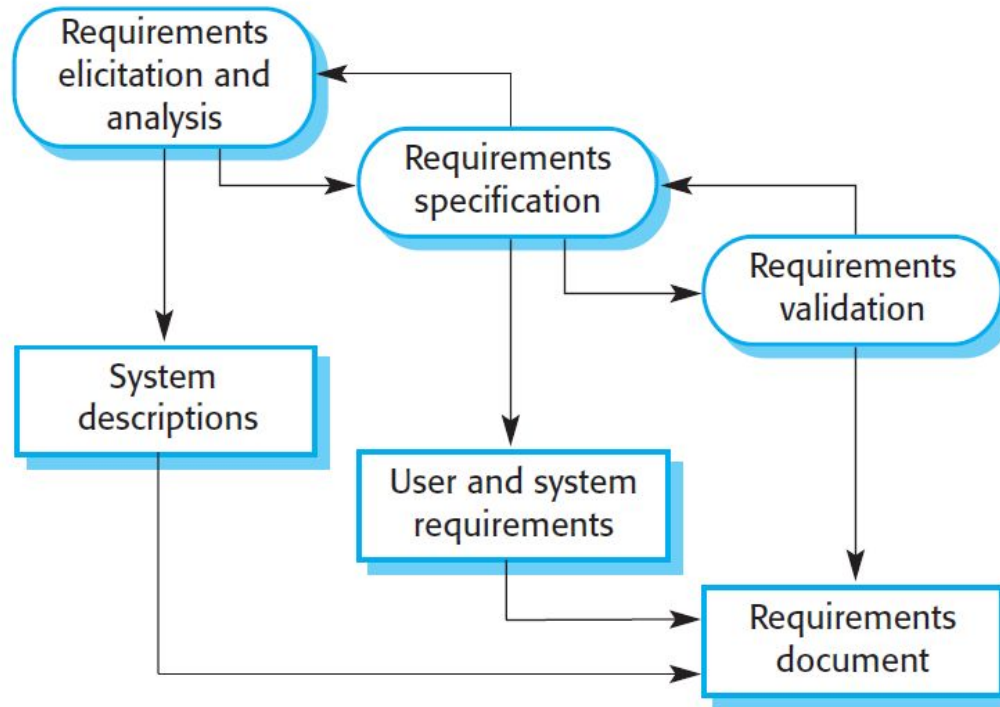 Requirements
elicitation and
analysis
Requirements
specification
Requirements
validation
System
descriptions
User and system
requirements
Requirements
document